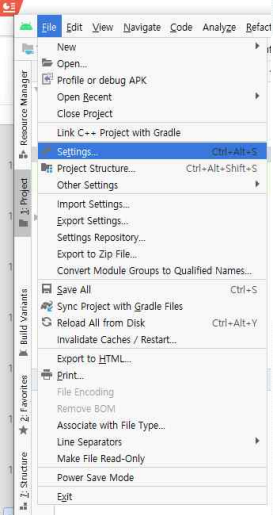 File Edit View Navigate Code Analyze Refact
New
Open...
Profile or debug APK
Open Recent
Close Project
Link C++ Project with Gradle
Settings... Ctrl+Alt+S
Project Structure... Ctrl+Alt+Shift+S
Other Settings
Import Settings...
Export Settings...
Settings Repository...
Export to Zip File...
Convert Module Groups to Qualified Names...
Save All Ctrl+S
Sync Project with Gradle Files
Reload All from Disk Ctrl+Alt+Y
Invalidate Caches / Restart...
Export to HTML...
Print...
File Encoding
Remove BOM
Associate with File Type...
Line Separators
Make File Read-Only
Power Save Mode
Exit
Resource Manager
1: Project
Build Variants
2: Favorites
7: Structure